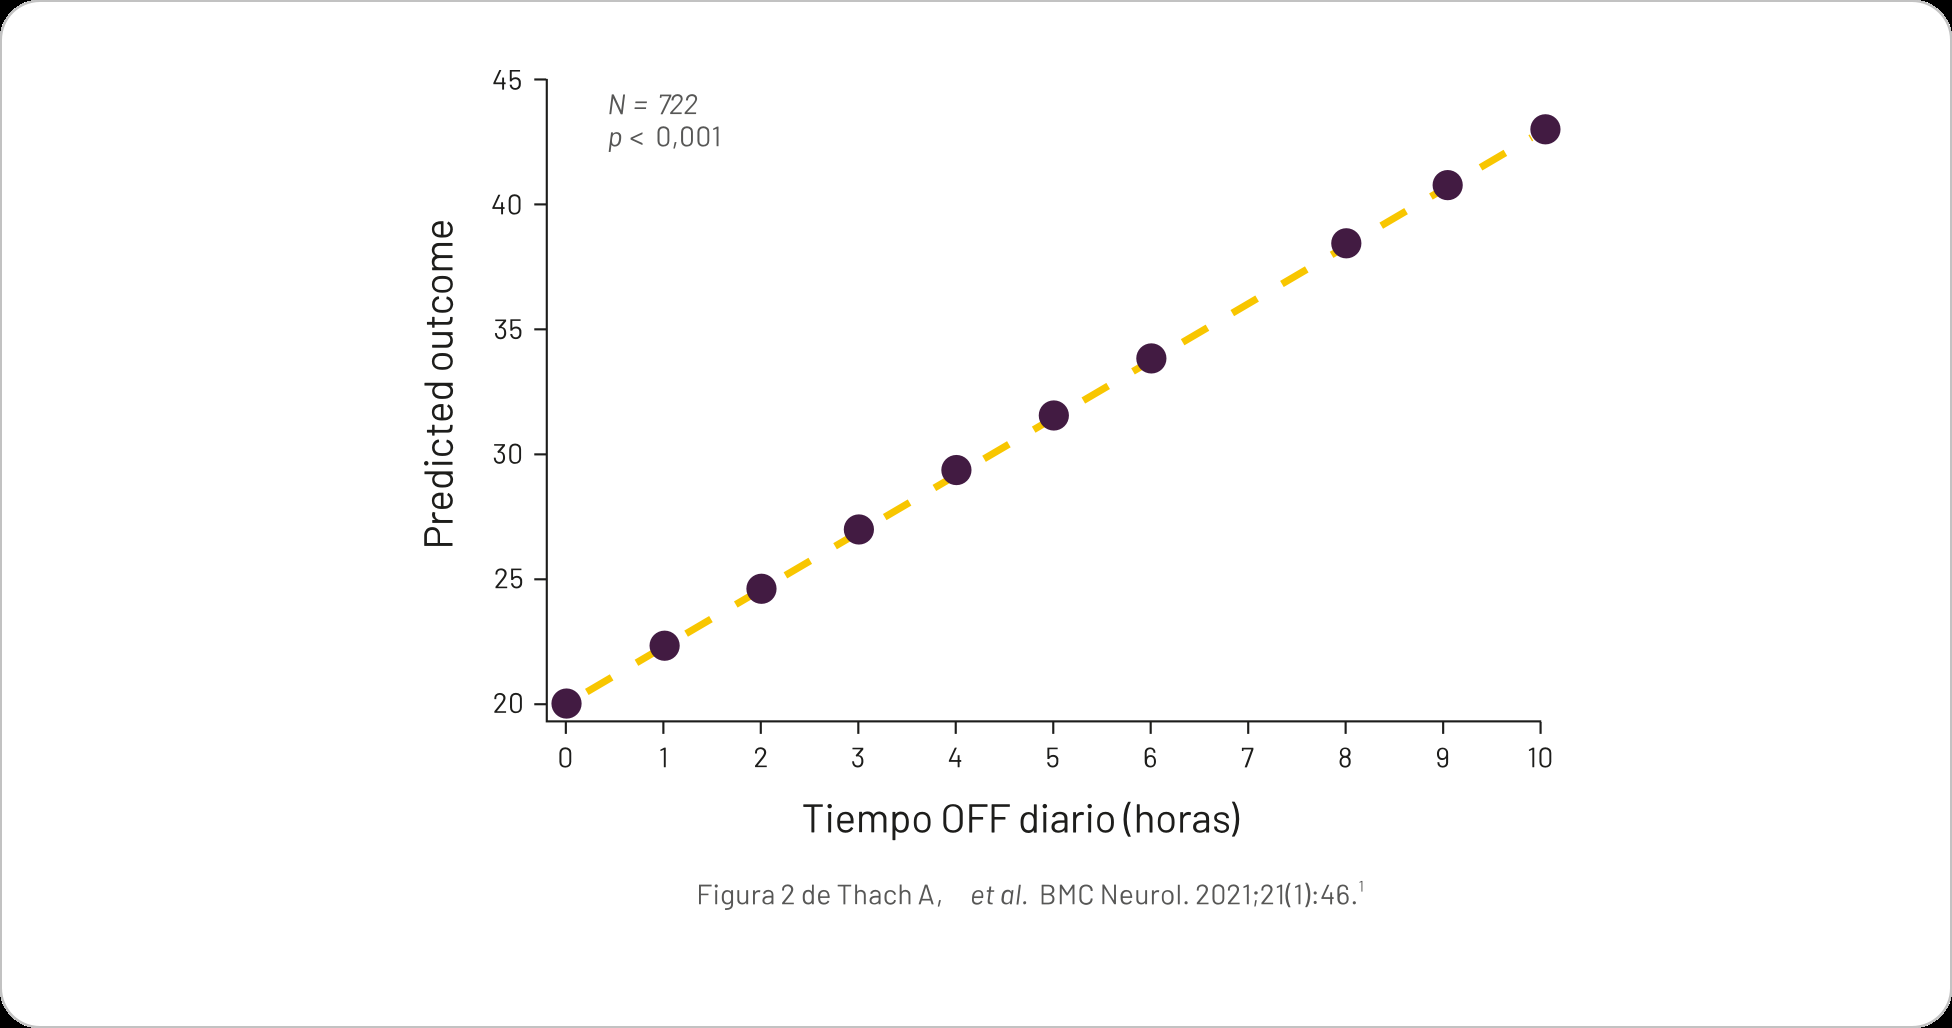 45
N = 722
p < 0,001
40
35
30
25
20
Predicted outcome
0 1 2 3 4 5 6 7 8 9 10
Tiempo OFF diario (horas)
Figura 2 de Thach A, et al. BMC Neurol. 2021;21(1):46.¹